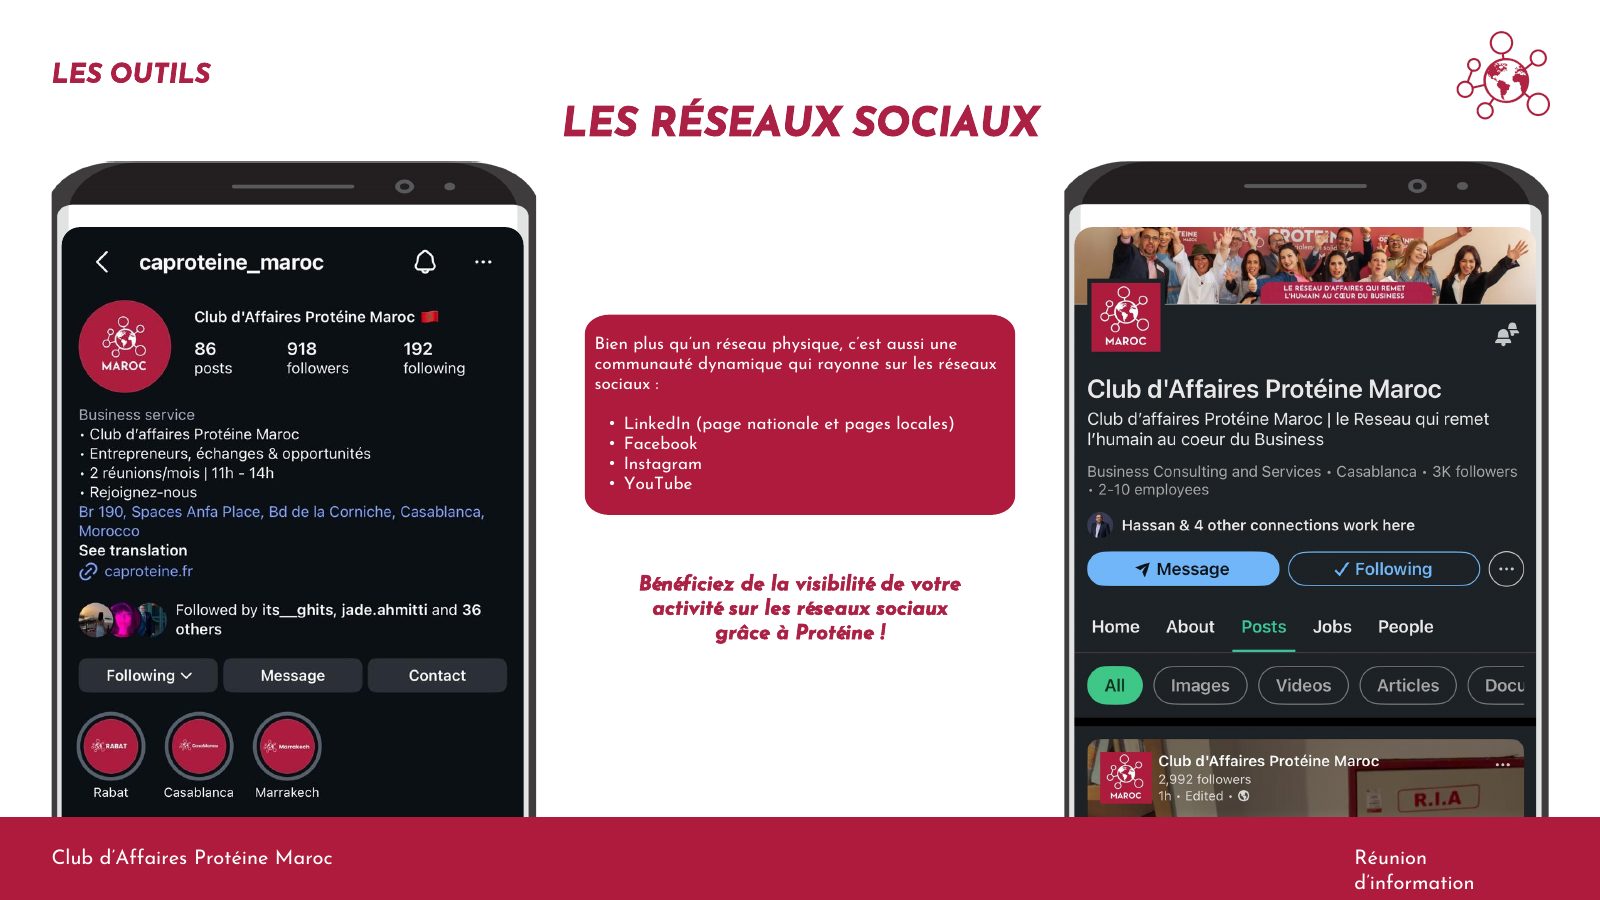 LES OUTILS
LES RÉSEAUX SOCIAUX
caproteine_maroc
MAROC
Club d'Affaires Protéine Maroc
86 918 192
posts followers following
Business service
• Club d'affaires Protéine Maroc
• Entrepreneurs, échanges & opportunités
• 2 réunions/mois | 11h - 14h
• Rejoignez-nous
Br 190, Spaces Anfa Place, Bd de la Corniche, Casablanca,
Morocco
See translation
caproteine.fr
Followed by its__ghits, jade.ahmitti and 36
others
Following Message Contact
RABAT CasaBlanca Marrakech
Rabat Casablanca Marrakech
Bien plus qu'un réseau physique, c'est aussi une
communauté dynamique qui rayonne sur les réseaux
sociaux :
• LinkedIn (page nationale et pages locales)
• Facebook
• Instagram
• YouTube
Bénéficiez de la visibilité de votre
activité sur les réseaux sociaux
grâce à Protéine !
LE RÉSEAU D'AFFAIRES QUI REMET
L'HUMAIN AU CŒUR DU BUSINESS
MAROC
Club d'Affaires Protéine Maroc
Club d'affaires Protéine Maroc | le Reseau qui remet
l'humain au coeur du Business
Business Consulting and Services • Casablanca • 3K followers
• 2-10 employees
Hassan & 4 other connections work here
Message Following
Home About Posts Jobs People
All Images Videos Articles Docu
MAROC
Club d'Affaires Protéine Maroc
2,992 followers
1h • Edited •
R.I.A
Club d'Affaires Protéine Maroc
Réunion
d'information